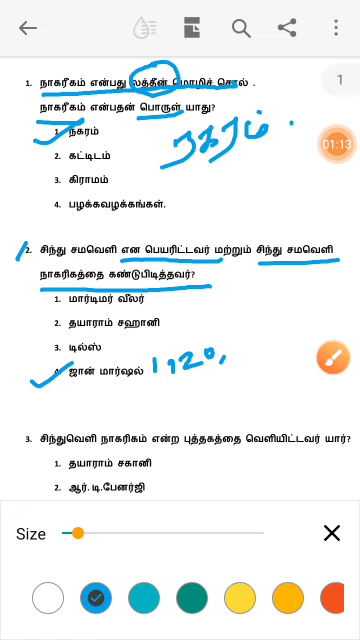 1. நாகரீகம் என்பது லத்தீன் மொழிச் சொல் .
1
நாகரீகம் என்பதன் பொருள் யாது?
1. நகரம்
நகரம் .
01:13
2. கட்டிடம்
3. கிராமம்
4. பழக்கவழக்கங்கள்.
2. சிந்து சமவெளி என பெயரிட்டவர் மற்றும் சிந்து சமவெளி
நாகரிகத்தை கண்டுபிடித்தவர்?
1. மார்டிமர் வீலர்
2. தயாராம் சஹானி
3. டில்ஸ்
4. ஜான் மார்ஷல் 1920,
3. சிந்துவெளி நாகரிகம் என்ற புத்தகத்தை வெளியிட்டவர் யார்?
1. தயாராம் சகானி
2. ஆர். டி.பேனர்ஜி
Size